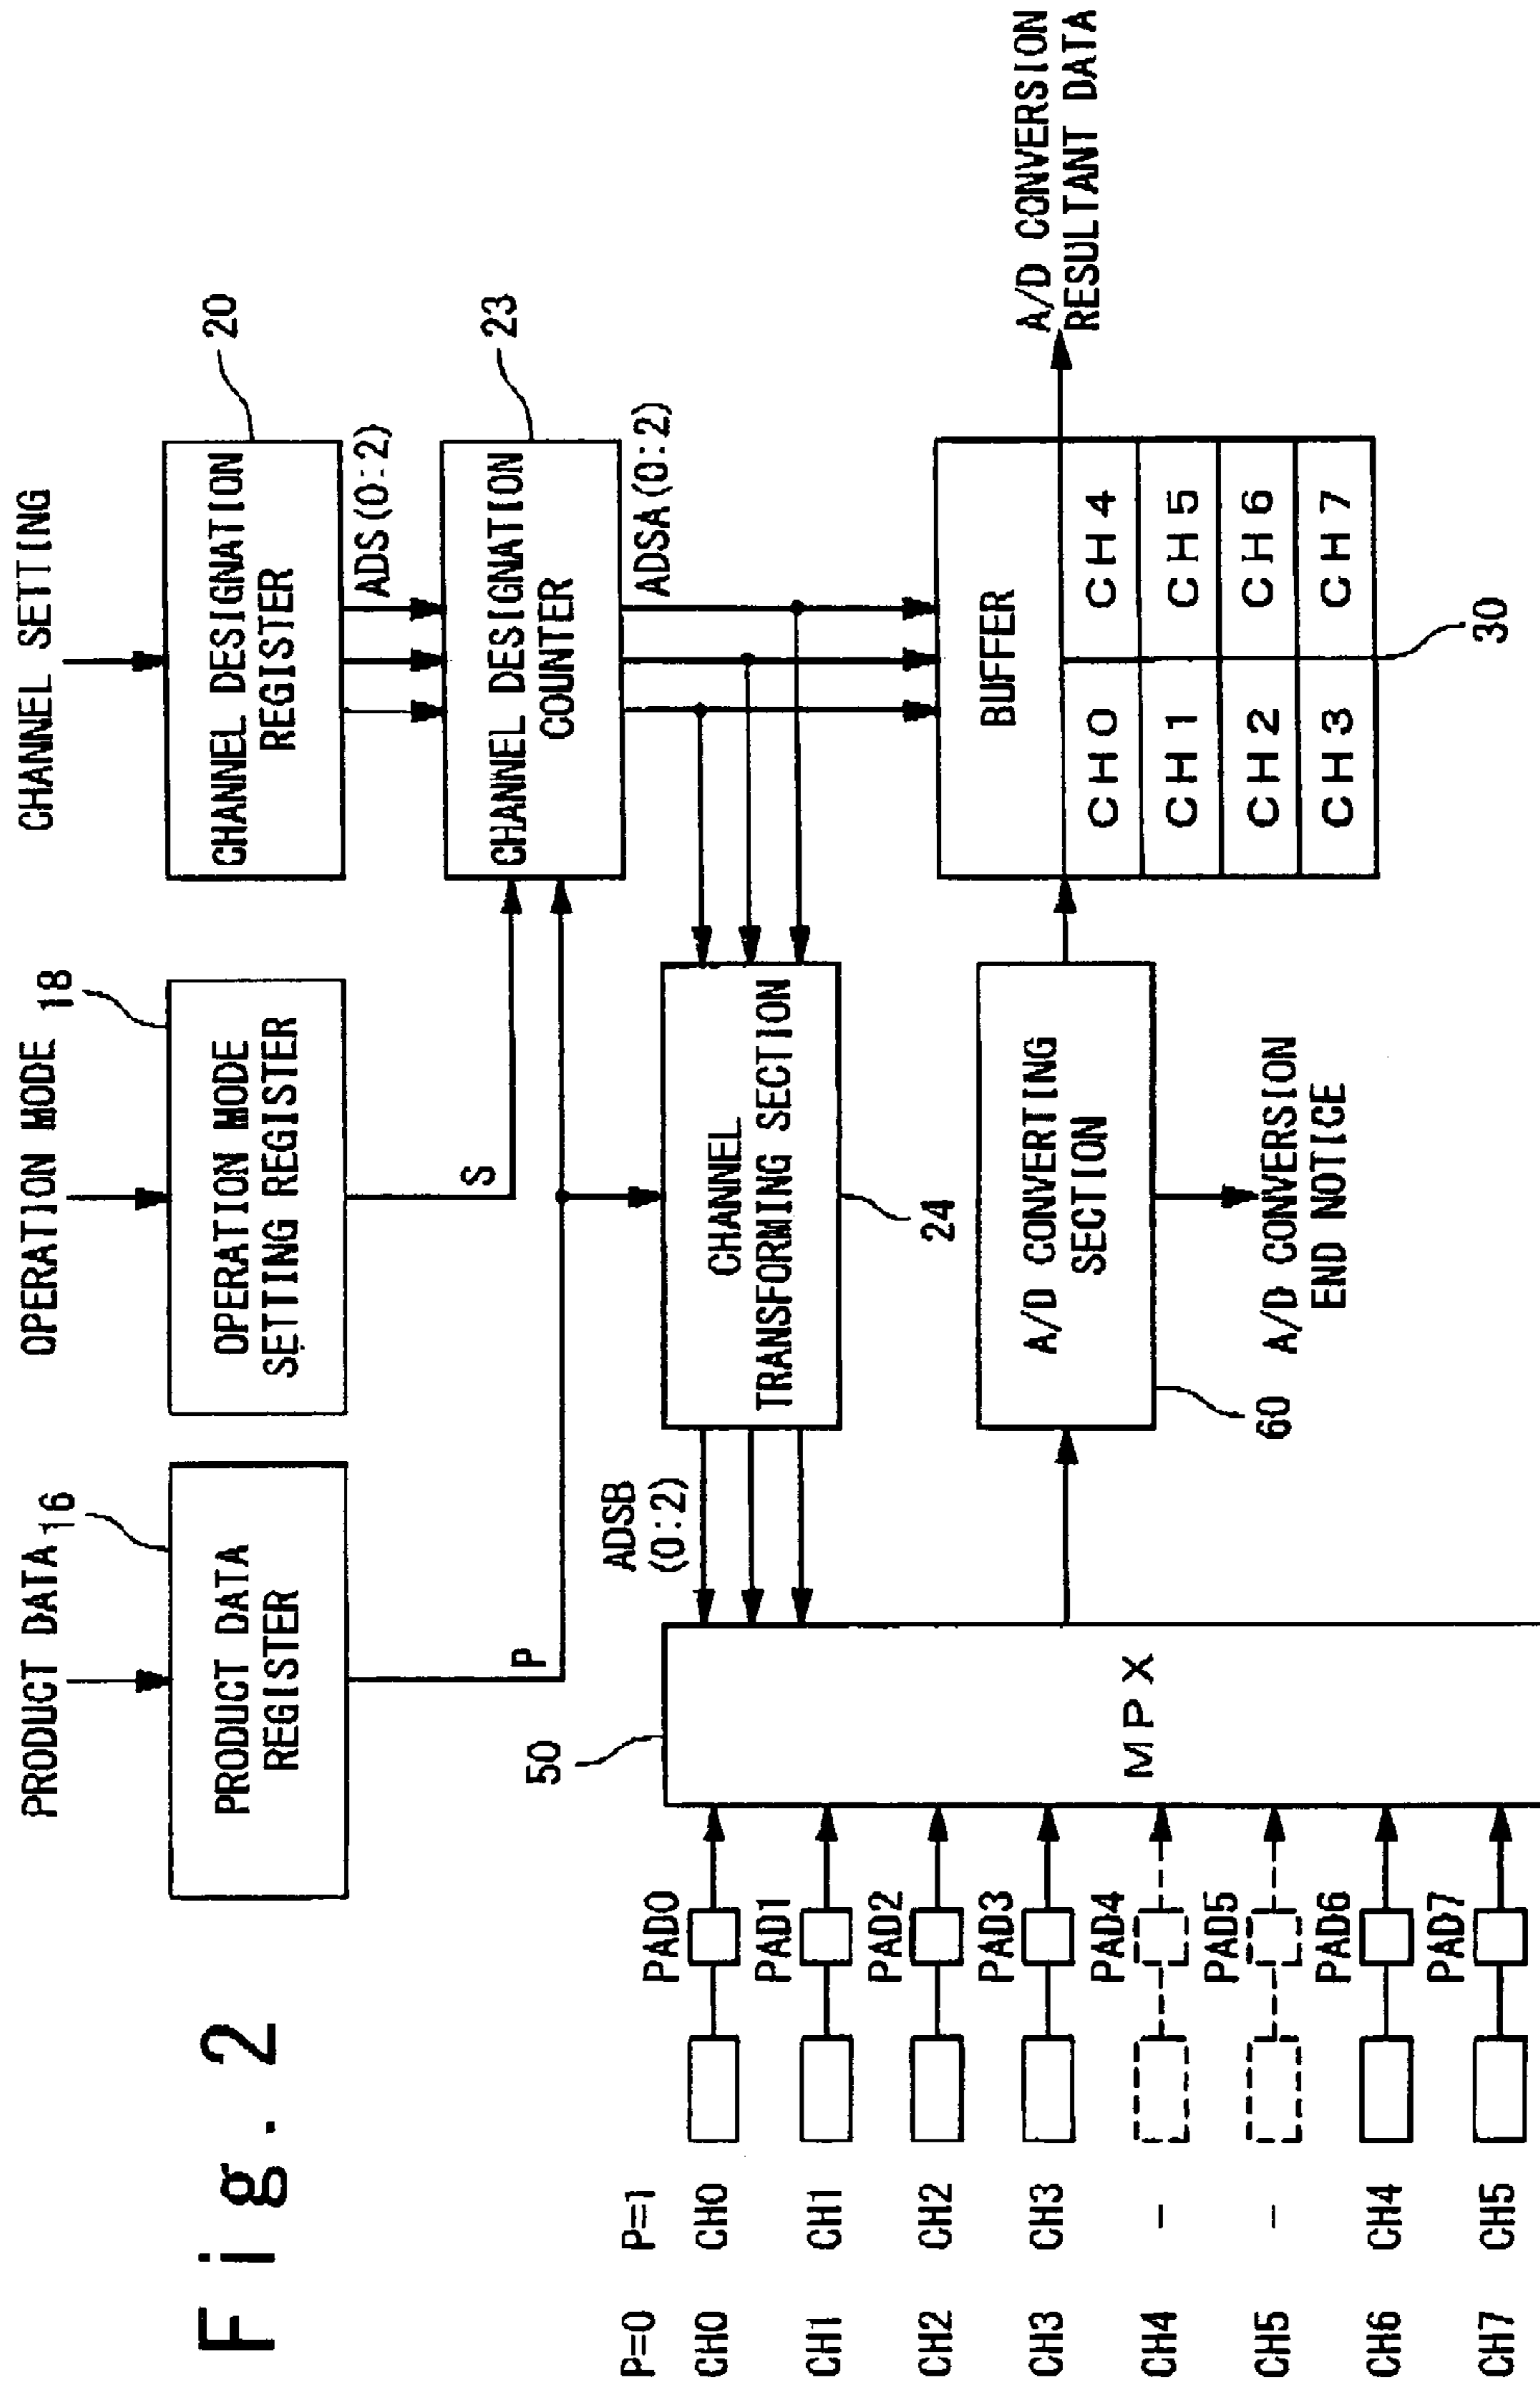 Fig. 2
PRODUCT DATA
16
PRODUCT DATA
REGISTER
OPERATION MODE
18
OPERATION MODE
SETTING REGISTER
CHANNEL SETTING
20
CHANNEL DESIGNATION
REGISTER
ADS(0:2)
S
P
23
CHANNEL DESIGNATION
COUNTER
ADSA(0:2)
ADSB
(0:2)
CHANNEL
TRANSFORMING SECTION
24
50
MPX
A/D CONVERTING
SECTION
60
A/D CONVERSION
END NOTICE
BUFFER
CH0 CH4
CH1 CH5
CH2 CH6
CH3 CH7
30
A/D CONVERSION
RESULTANT DATA
P=0 P=1
CH0 CH0 PAD0
CH1 CH1 PAD1
CH2 CH2 PAD2
CH3 CH3 PAD3
CH4 - PAD4
CH5 - PAD5
CH6 CH4 PAD6
CH7 CH5 PAD7